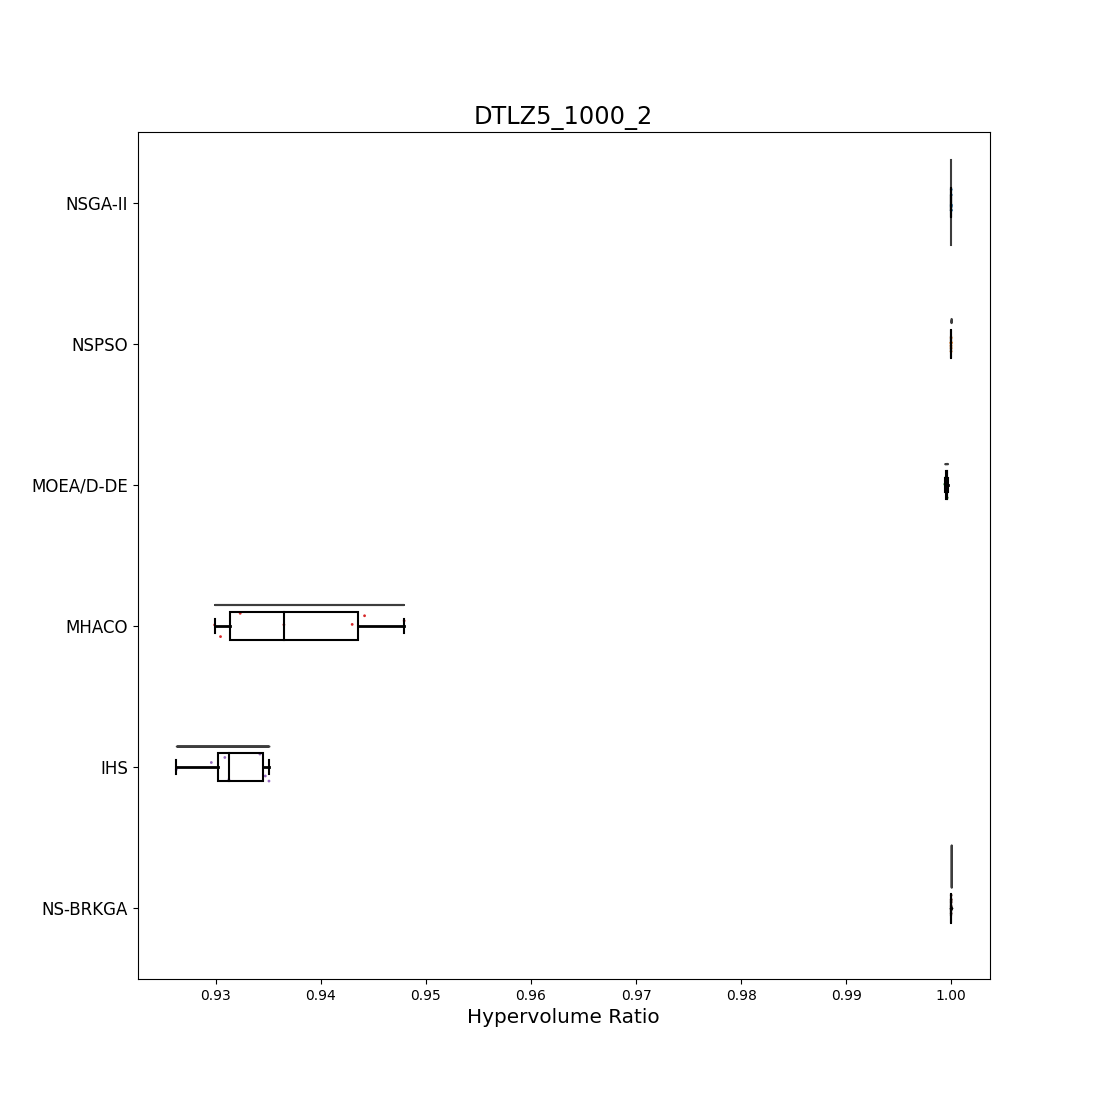 DTLZ5_1000_2
NSGA-II
NSPSO
MOEA/D-DE
MHACO
IHS
NS-BRKGA
0.93 0.94 0.95 0.96 0.97 0.98 0.99 1.00
Hypervolume Ratio